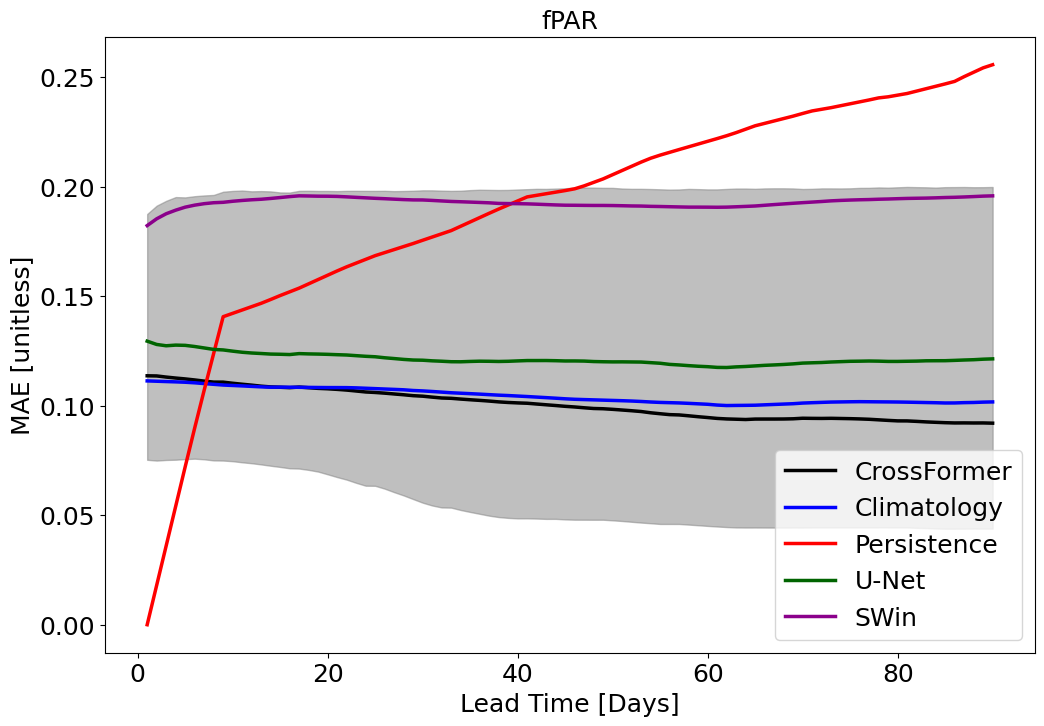 fPAR
MAE [unitless]
0.25
0.20
0.15
0.10
0.05
0.00
0
20
40
60
80
Lead Time [Days]
CrossFormer
Climatology
Persistence
U-Net
SWin